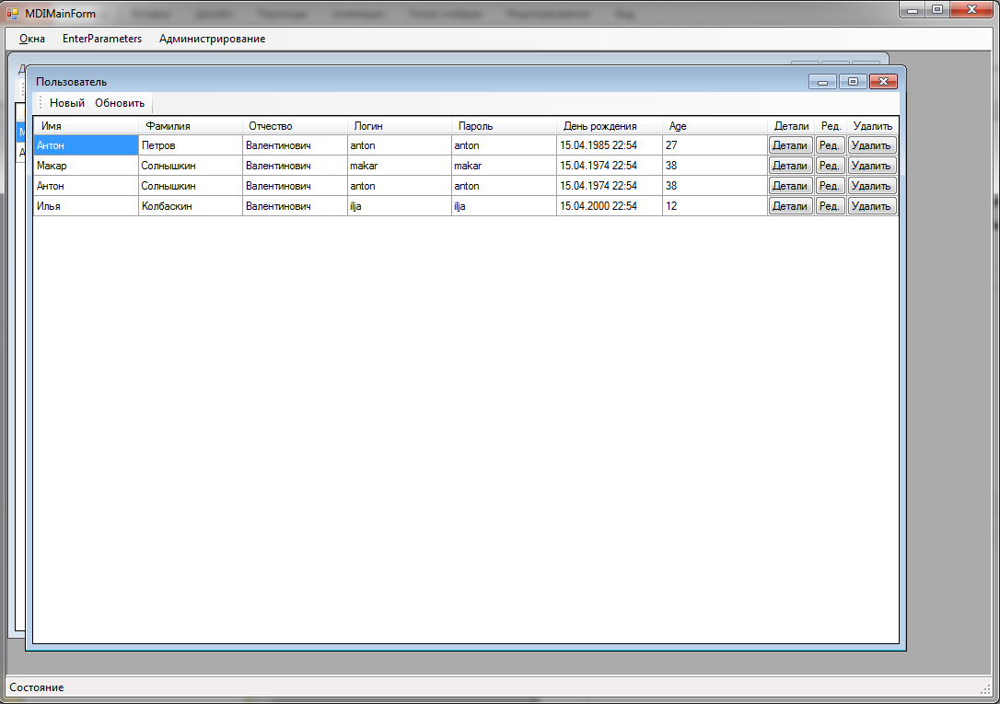 MDIMainForm
Окна EnterParameters Администрирование
Пользователь
Новый Обновить
Имя Фамилия Отчество Логин Пароль День рождения Age Детали Ред. Удалить
Антон Петров Валентинович anton anton 15.04.1985 22:54 27 Детали Ред. Удалить
Макар Солнышкин Валентинович makar makar 15.04.1974 22:54 38 Детали Ред. Удалить
Антон Солнышкин Валентинович anton anton 15.04.1974 22:54 38 Детали Ред. Удалить
Илья Колбаскин Валентинович ilja ilja 15.04.2000 22:54 12 Детали Ред. Удалить
Состояние